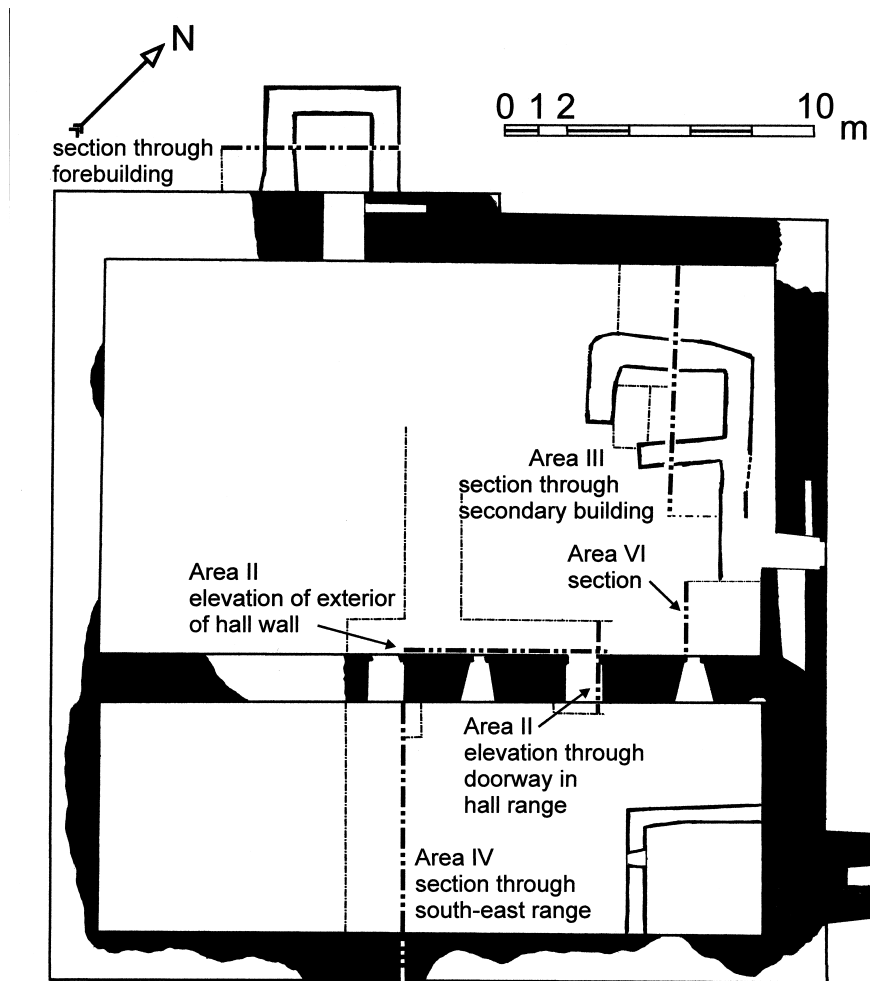 N
0 1 2 10 m
section through
forebuilding
Area III
section through
secondary building
Area VI
section
Area II
elevation of exterior
of hall wall
Area II
elevation through
doorway in
hall range
Area IV
section through
south-east range